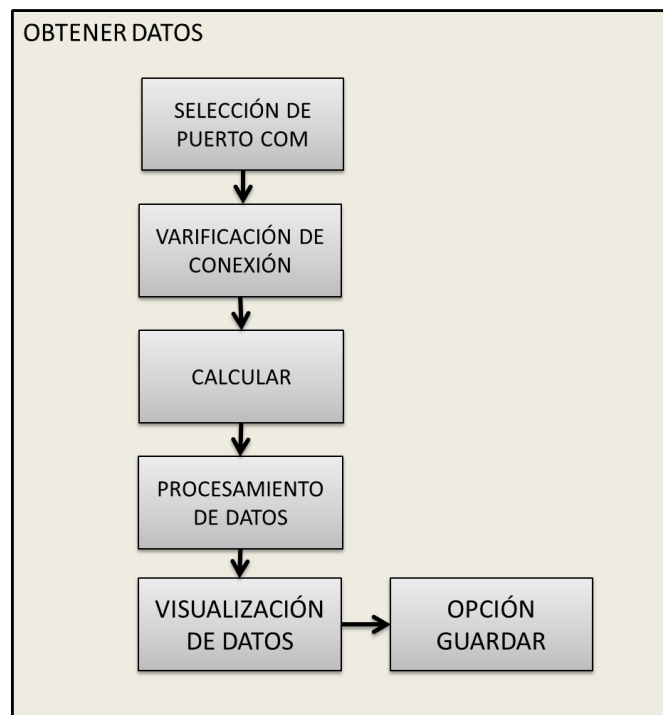 OBTENER DATOS
SELECCIÓN DE
PUERTO COM
VARIFICACIÓN DE
CONEXIÓN
CALCULAR
PROCESAMIENTO
DE DATOS
VISUALIZACIÓN
DE DATOS
OPCIÓN
GUARDAR